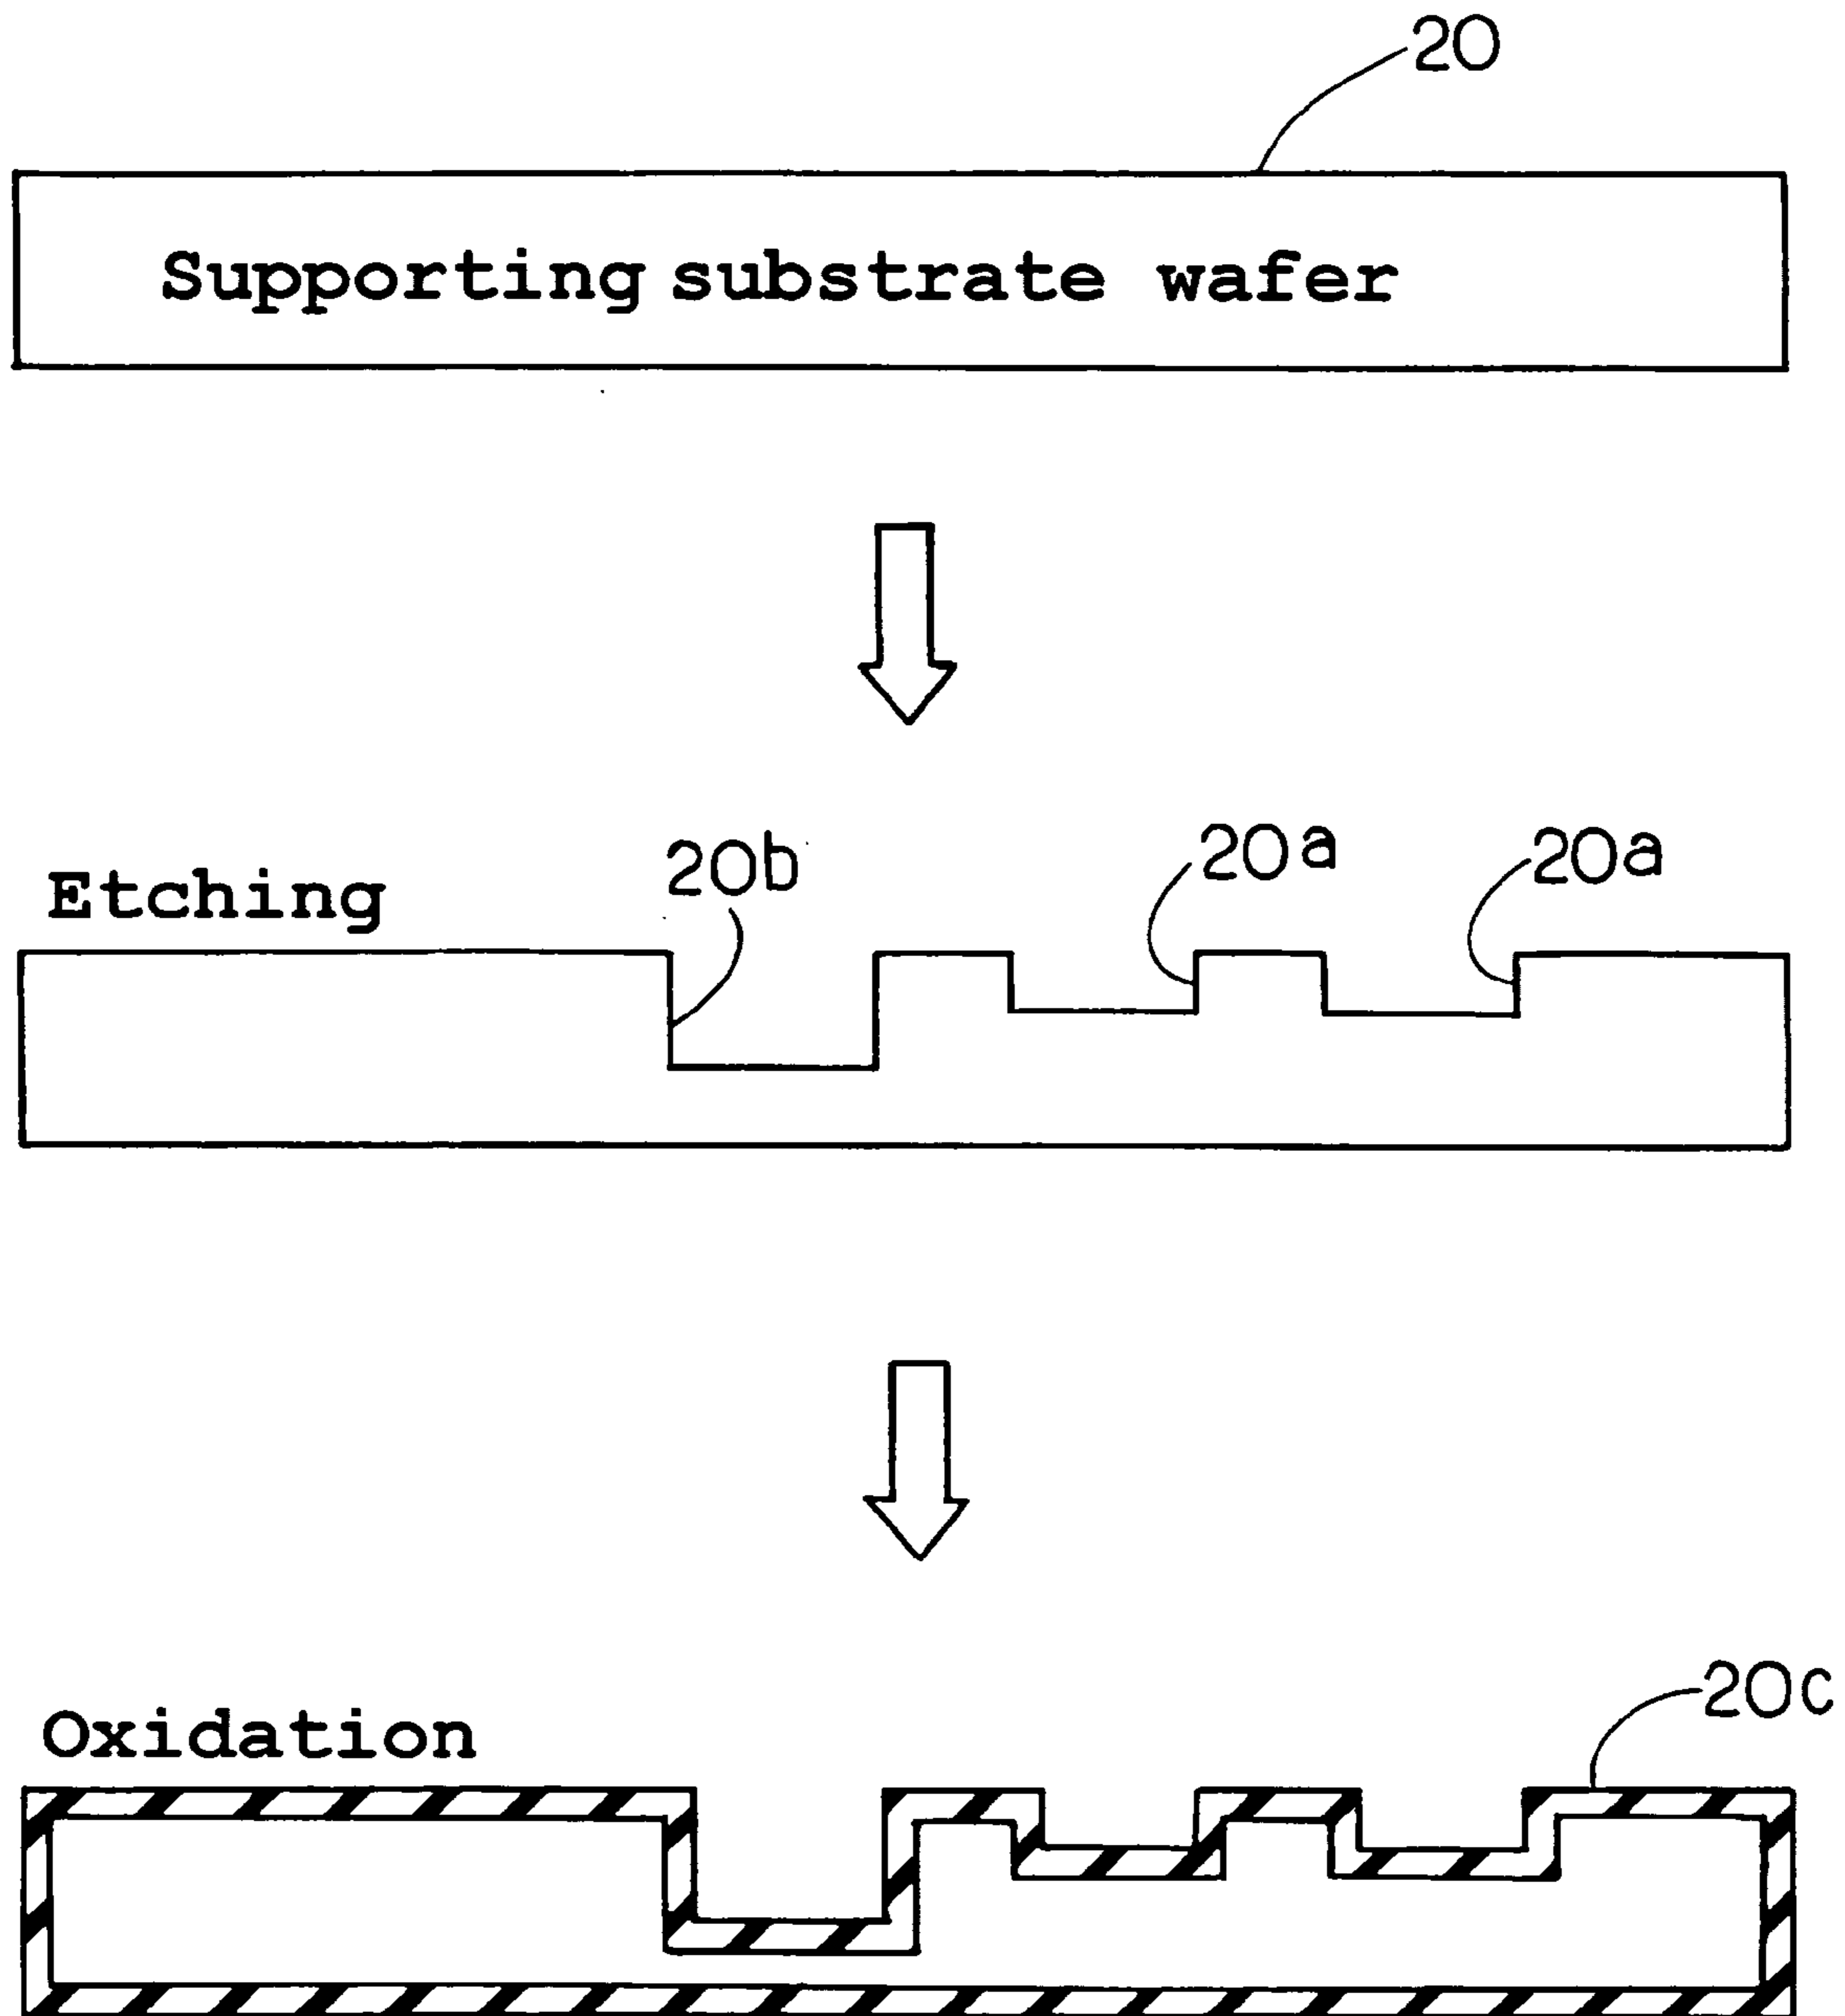 20
Supporting substrate wafer
Etching
20b
20a
20a
Oxidation
20c